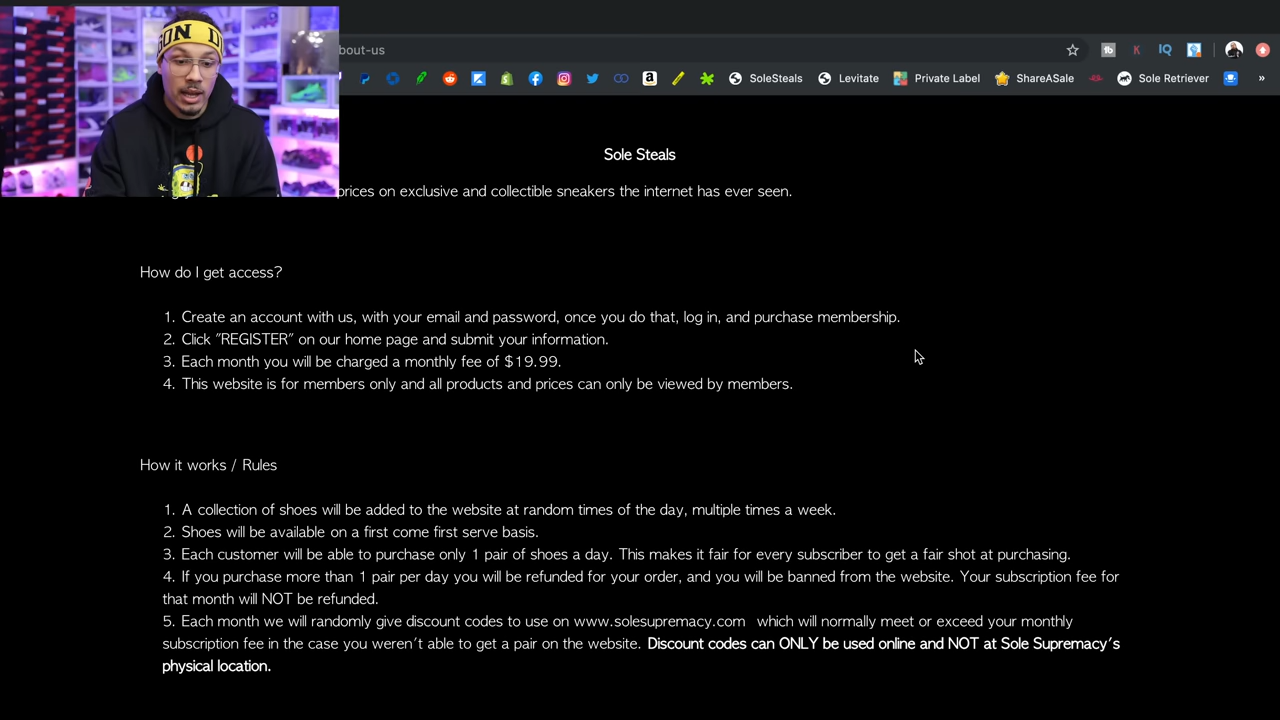 bout-us
SoleSteals
Levitate
Private Label
ShareASale
Sole Retriever
»
Sole Steals
prices on exclusive and collectible sneakers the internet has ever seen.
How do I get access?
1. Create an account with us, with your email and password, once you do that, log in, and purchase membership.
2. Click "REGISTER" on our home page and submit your information.
3. Each month you will be charged a monthly fee of $19.99.
4. This website is for members only and all products and prices can only be viewed by members.
How it works / Rules
1. A collection of shoes will be added to the website at random times of the day, multiple times a week.
2. Shoes will be available on a first come first serve basis.
3. Each customer will be able to purchase only 1 pair of shoes a day. This makes it fair for every subscriber to get a fair shot at purchasing.
4. If you purchase more than 1 pair per day you will be refunded for your order, and you will be banned from the website. Your subscription fee for
that month will NOT be refunded.
5. Each month we will randomly give discount codes to use on www.solesupremacy.com which will normally meet or exceed your monthly
subscription fee in the case you weren't able to get a pair on the website. Discount codes can ONLY be used online and NOT at Sole Supremacy's
physical location.